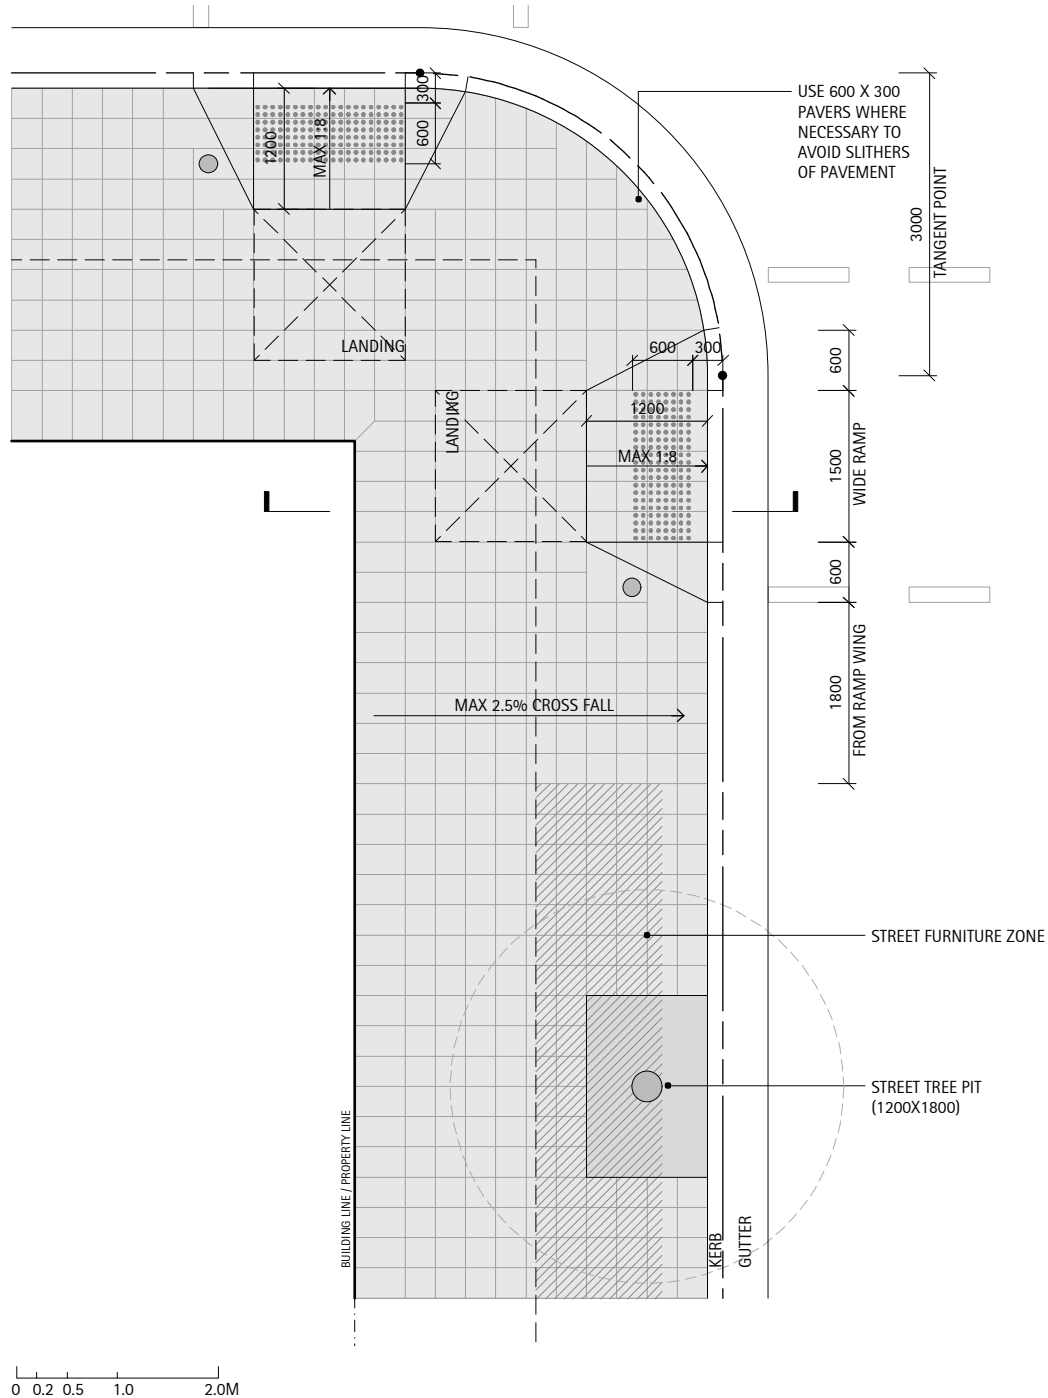 300
600
1200
MAX 1:8
USE 600 X 300
PAVERS WHERE
NECESSARY TO
AVOID SLITHERS
OF PAVEMENT
3000
TANGENT POINT
LANDING
600
300
600
LANDING
1200
MAX 1:8
1500
WIDE RAMP
600
MAX 2.5% CROSS FALL
1800
FROM RAMP WING
STREET FURNITURE ZONE
STREET TREE PIT
(1200X1800)
BUILDING LINE / PROPERTY LINE
KERB
GUTTER
0 0.2 0.5 1.0 2.0M